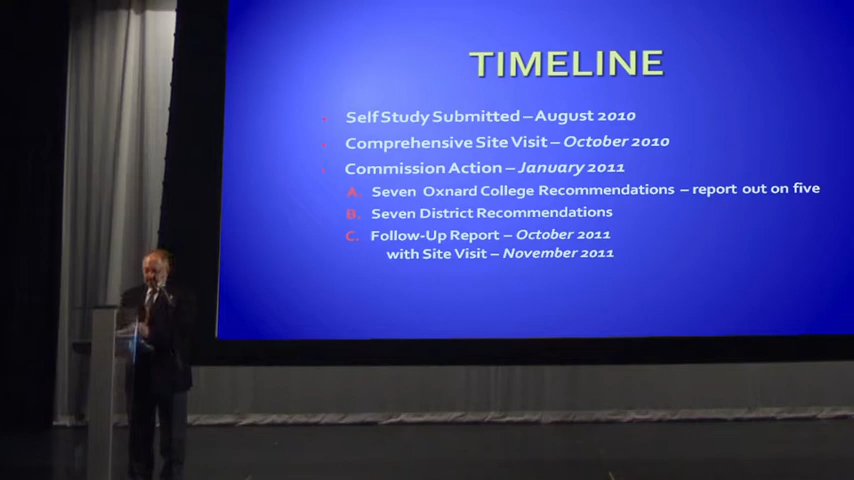 TIMELINE
• Self Study Submitted – August 2010
• Comprehensive Site Visit – October 2010
• Commission Action – January 2011
A. Seven Oxnard College Recommendations – report out on five
B. Seven District Recommendations
C. Follow-Up Report – October 2011
with Site Visit – November 2011